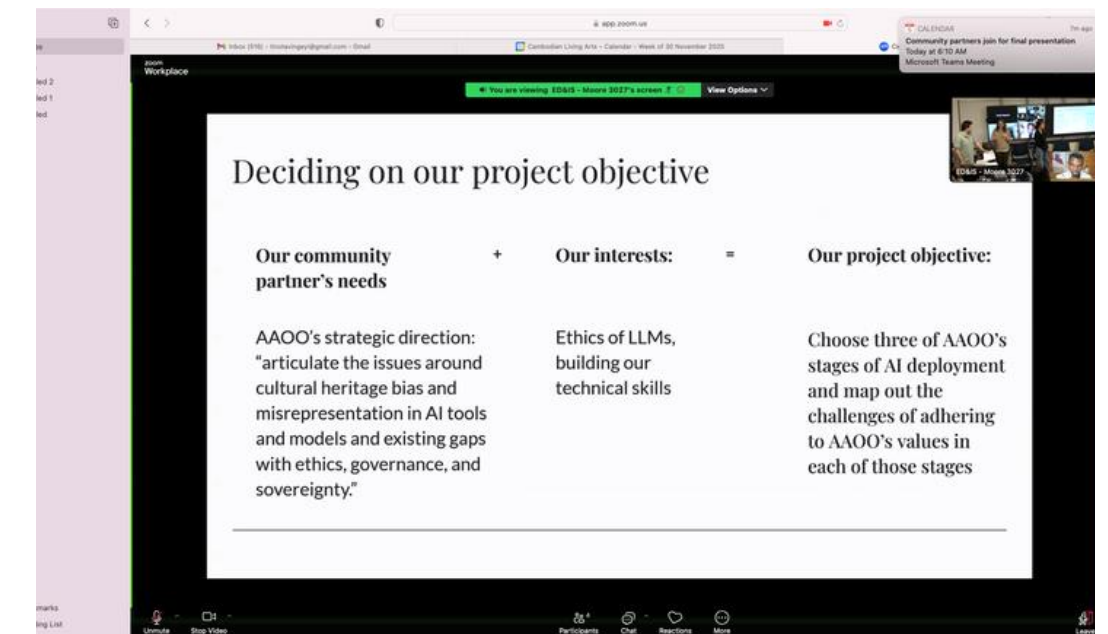 app.zoom.us
CALENDAR 7m ago
Community partners join for final presentation
Today at 6:10 AM
Microsoft Teams Meeting
Cambodian Living Arts – Calendar – Week of 30 November 2025
zoom
Workplace
You are viewing ED&IS - Moore 3027's screen
View Options
ED&IS - Moore 3027
Deciding on our project objective
Our community
partner's needs
+
Our interests:
=
Our project objective:
AAOO's strategic direction:
"articulate the issues around
cultural heritage bias and
misrepresentation in AI tools
and models and existing gaps
with ethics, governance, and
sovereignty."
Ethics of LLMs,
building our
technical skills
Choose three of AAOO's
stages of AI deployment
and map out the
challenges of adhering
to AAOO's values in
each of those stages
Unmute
Stop Video
Participants
Chat
Reactions
More
Leave